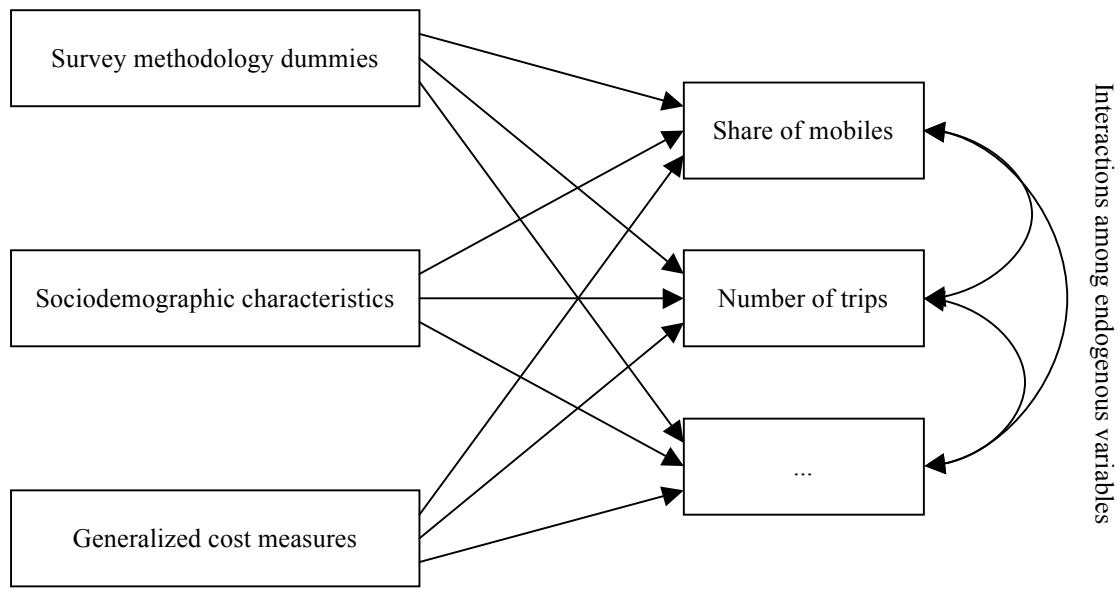 Survey methodology dummies
Share of mobiles
Sociodemographic characteristics
Number of trips
...
Generalized cost measures
Interactions among endogenous variables